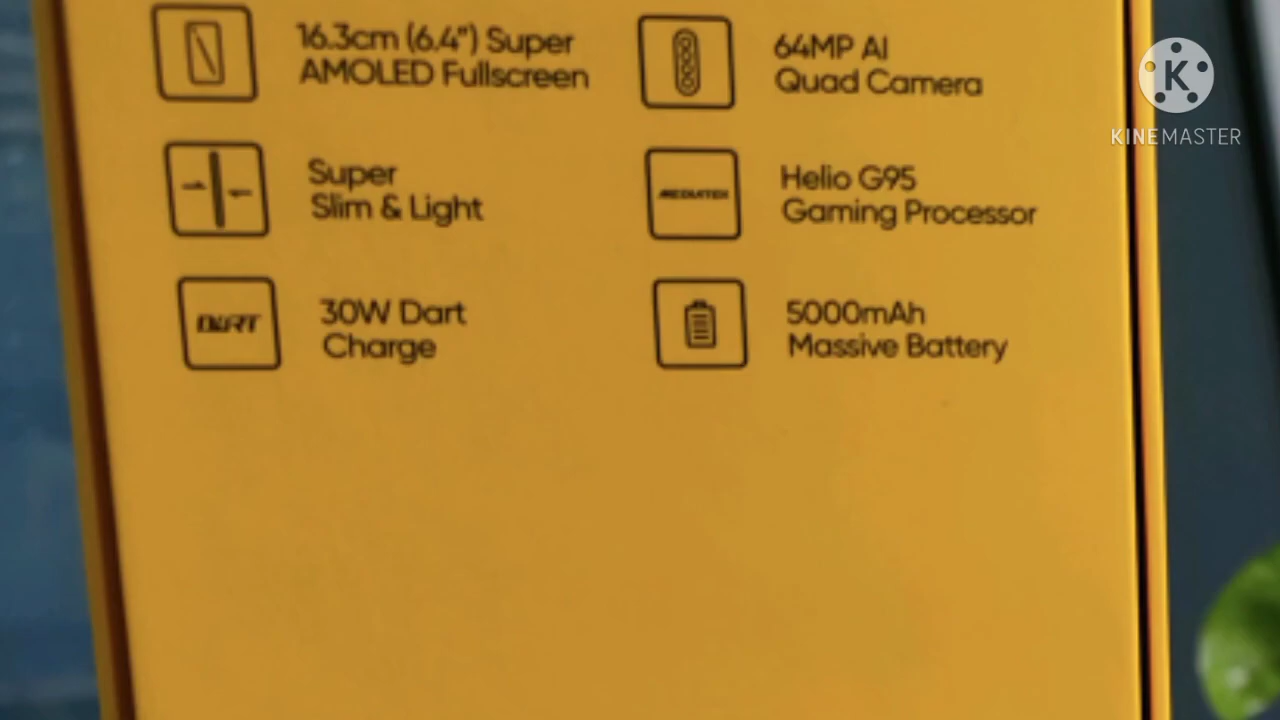 16.3cm (6.4") Super
AMOLED Fullscreen
64MP AI
Quad Camera
K
KINEMASTER
Super
Slim & Light
MEDIATEK
Helio G95
Gaming Processor
DART
30W Dart
Charge
5000mAh
Massive Battery